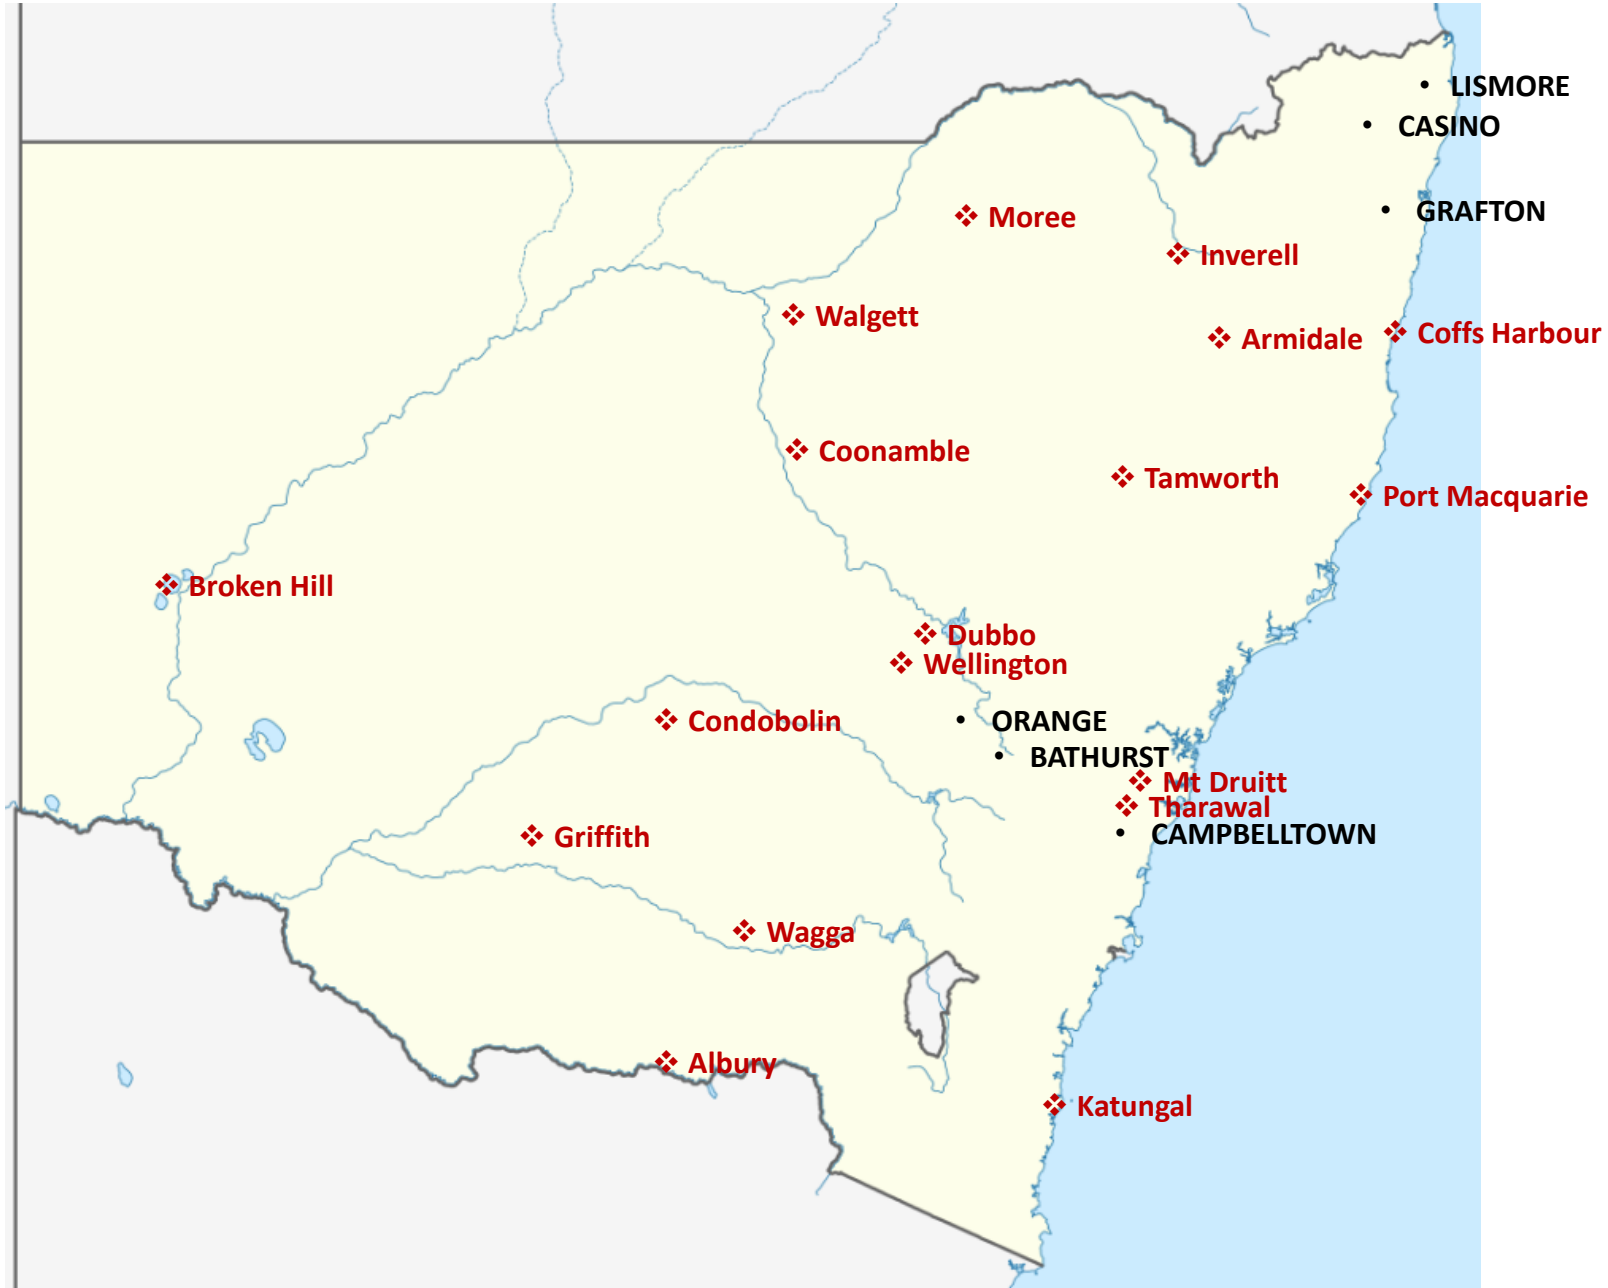 LISMORE
CASINO
GRAFTON
Moree
Inverell
Walgett
Armidale
Coffs Harbour
Coonamble
Tamworth
Port Macquarie
Broken Hill
Dubbo
Wellington
Condobolin
ORANGE
BATHURST
Mt Druitt
Tharawal
CAMPBELLTOWN
Griffith
Wagga
Albury
Katungal